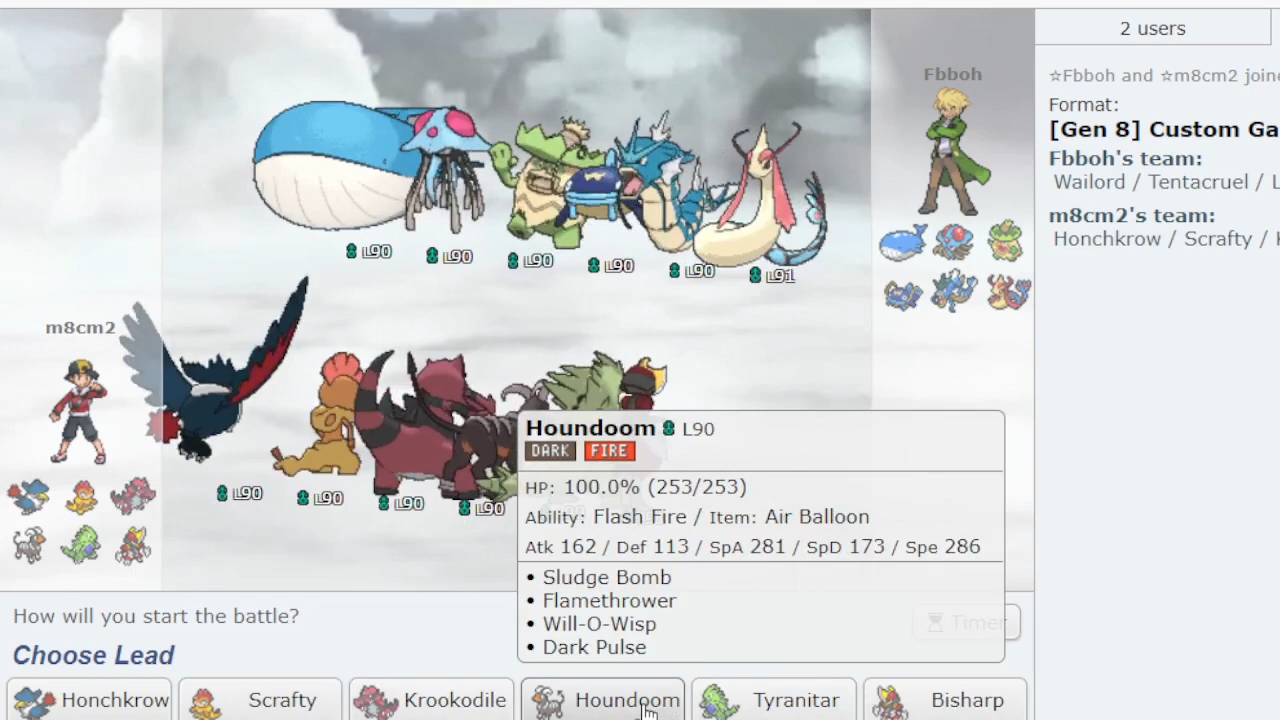 2 users
Fbboh
☆Fbboh and ☆m8cm2 joine
Format:
[Gen 8] Custom Ga
Fbboh's team:
Wailord / Tentacruel / L
m8cm2's team:
Honchkrow / Scrafty /
L90
L90
L90
L90
L90
L91
m8cm2
L90
L90
L90
L90
Houndoom L90
DARK FIRE
HP: 100.0% (253/253)
Ability: Flash Fire / Item: Air Balloon
Atk 162 / Def 113 / SpA 281 / SpD 173 / Spe 286
• Sludge Bomb
• Flamethrower
• Will-O-Wisp
• Dark Pulse
How will you start the battle?
Timer
Choose Lead
Honchkrow Scrafty Krookodile Houndoom Tyranitar Bisharp